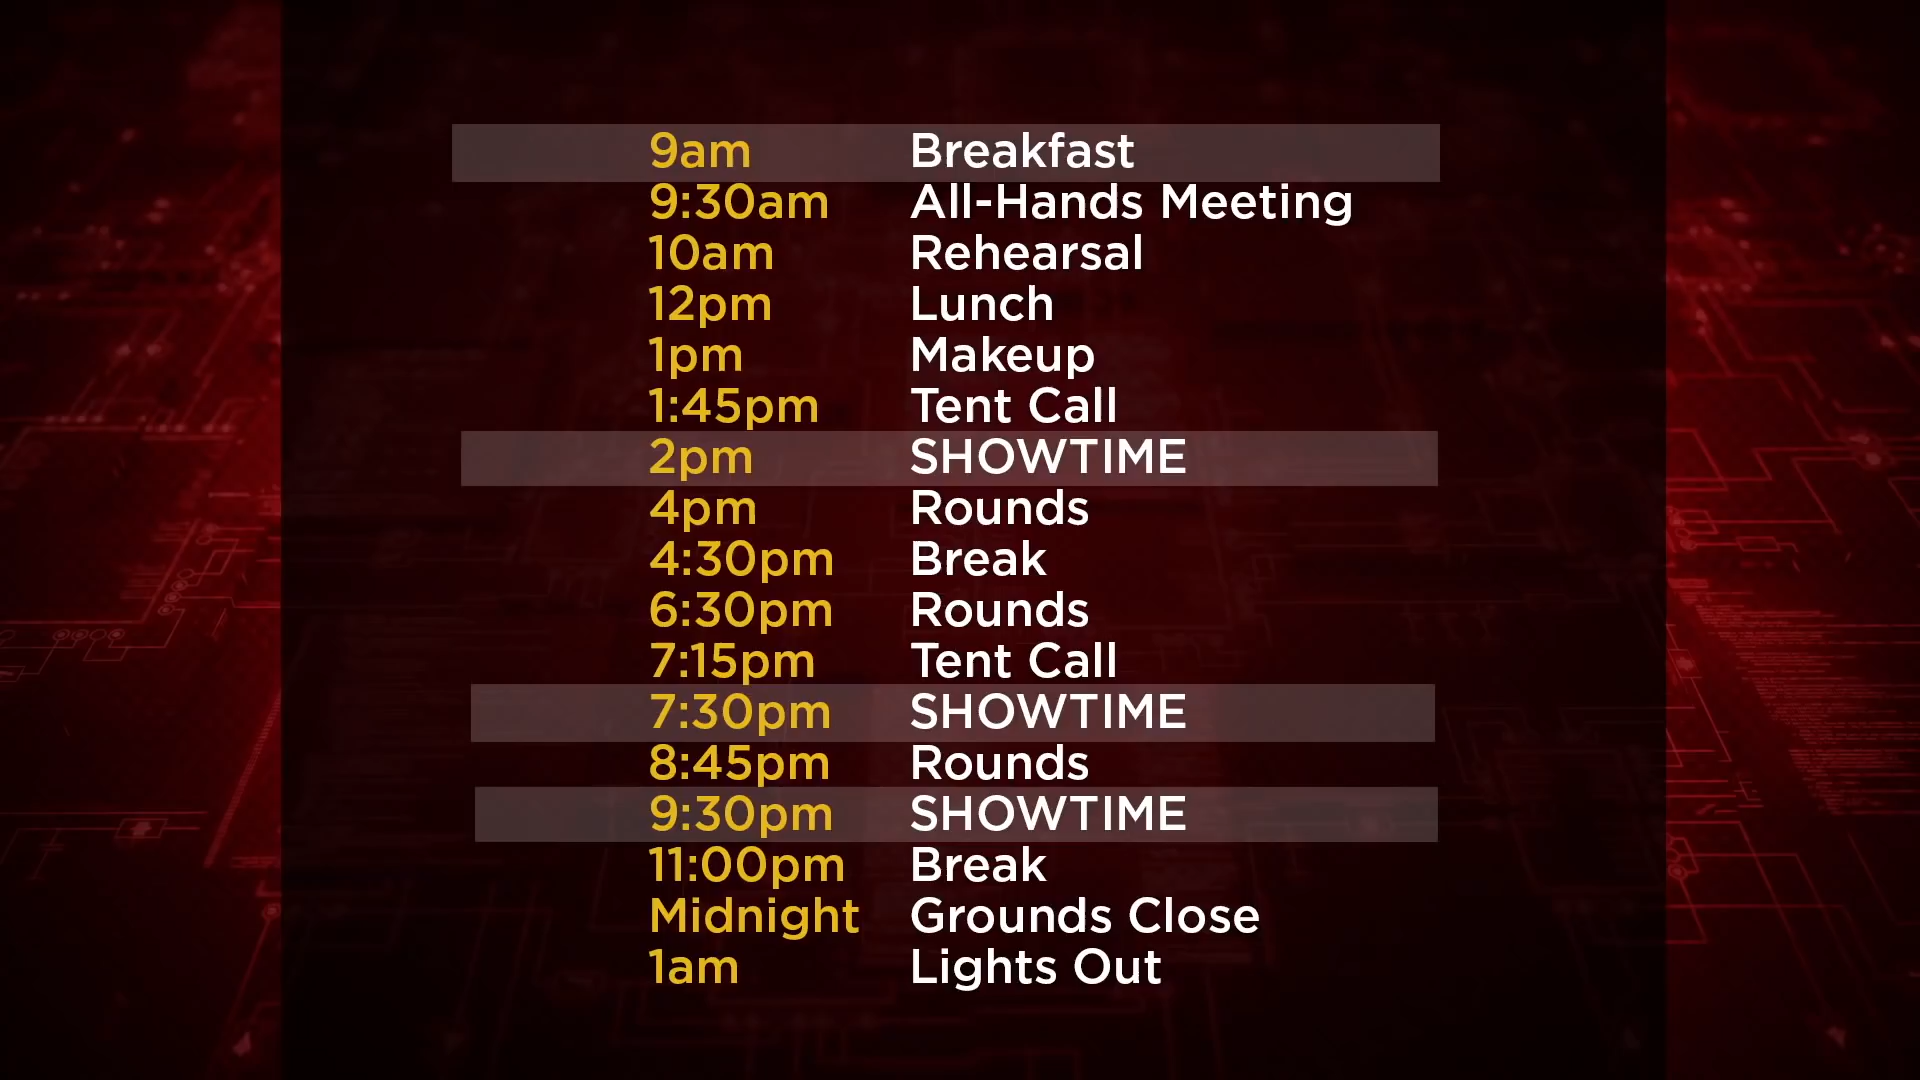 9am Breakfast
9:30am All-Hands Meeting
10am Rehearsal
12pm Lunch
1pm Makeup
1:45pm Tent Call
2pm SHOWTIME
4pm Rounds
4:30pm Break
6:30pm Rounds
7:15pm Tent Call
7:30pm SHOWTIME
8:45pm Rounds
9:30pm SHOWTIME
11:00pm Break
Midnight Grounds Close
1am Lights Out